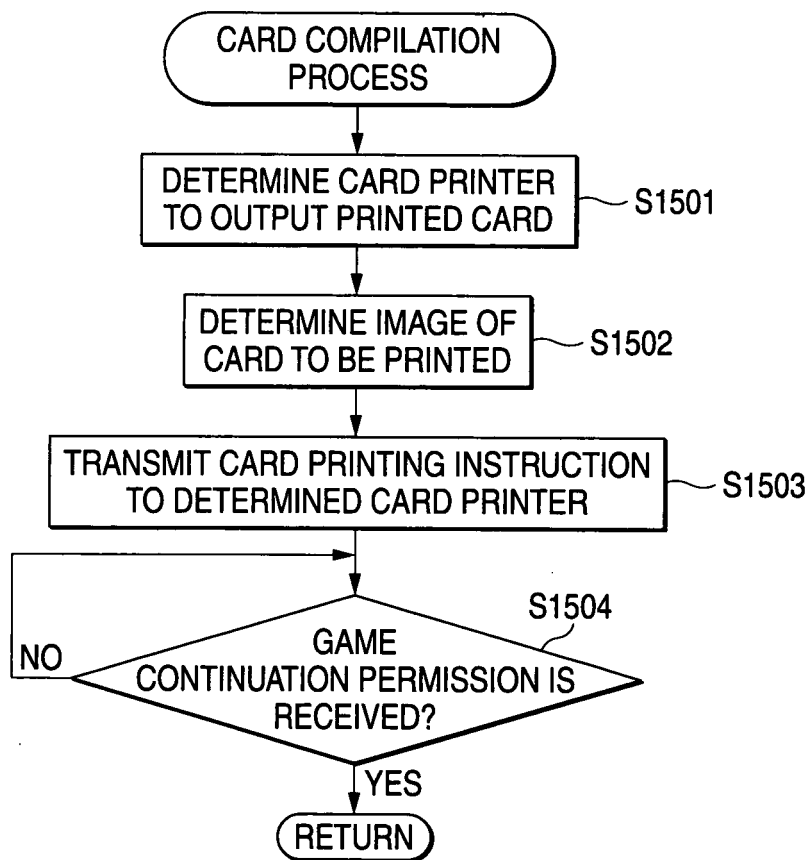 CARD COMPILATION
PROCESS
DETERMINE CARD PRINTER
TO OUTPUT PRINTED CARD
S1501
DETERMINE IMAGE OF
CARD TO BE PRINTED
S1502
TRANSMIT CARD PRINTING INSTRUCTION
TO DETERMINED CARD PRINTER
S1503
S1504
GAME
CONTINUATION PERMISSION IS
RECEIVED?
NO
YES
RETURN